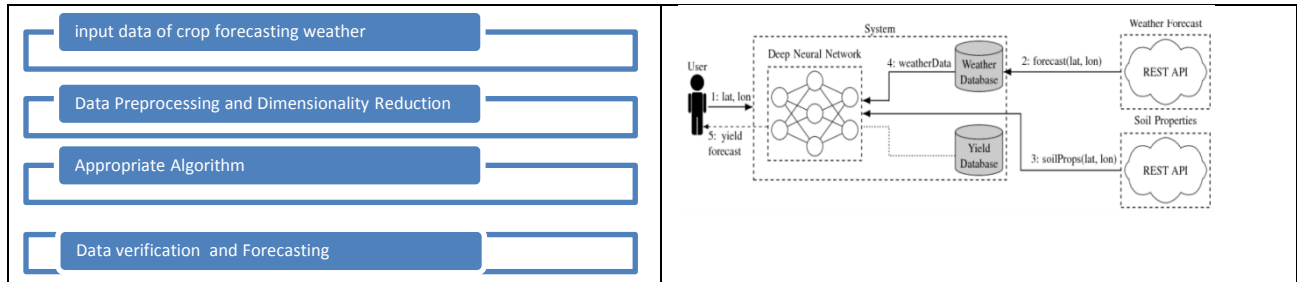 input data of crop forecasting weather
Data Preprocessing and Dimensionality Reduction
Appropriate Algorithm
Data verification and Forecasting
Weather Forecast
System
Deep Neural Network
User
4: weatherData
Weather
Database
2: forecast(lat, lon)
REST API
1: lat, lon
Soil Properties
5: yield
forecast
Yield
Database
3: soilProps(lat, lon)
REST API